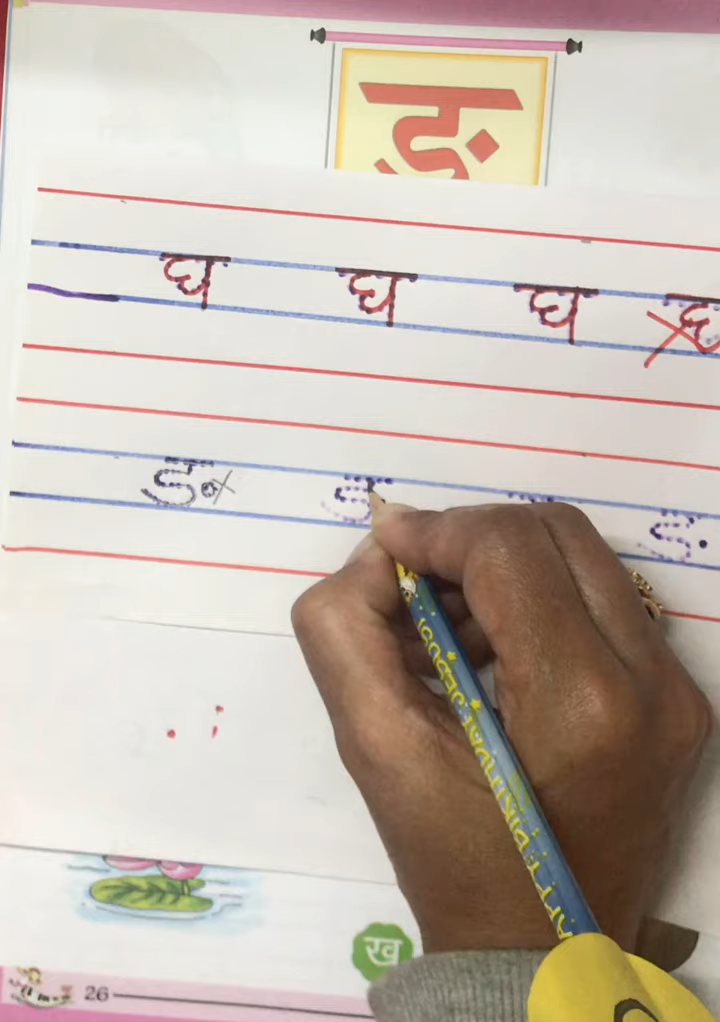 ङ
घ घ घ घ
ङ ङ ङ
ख
26